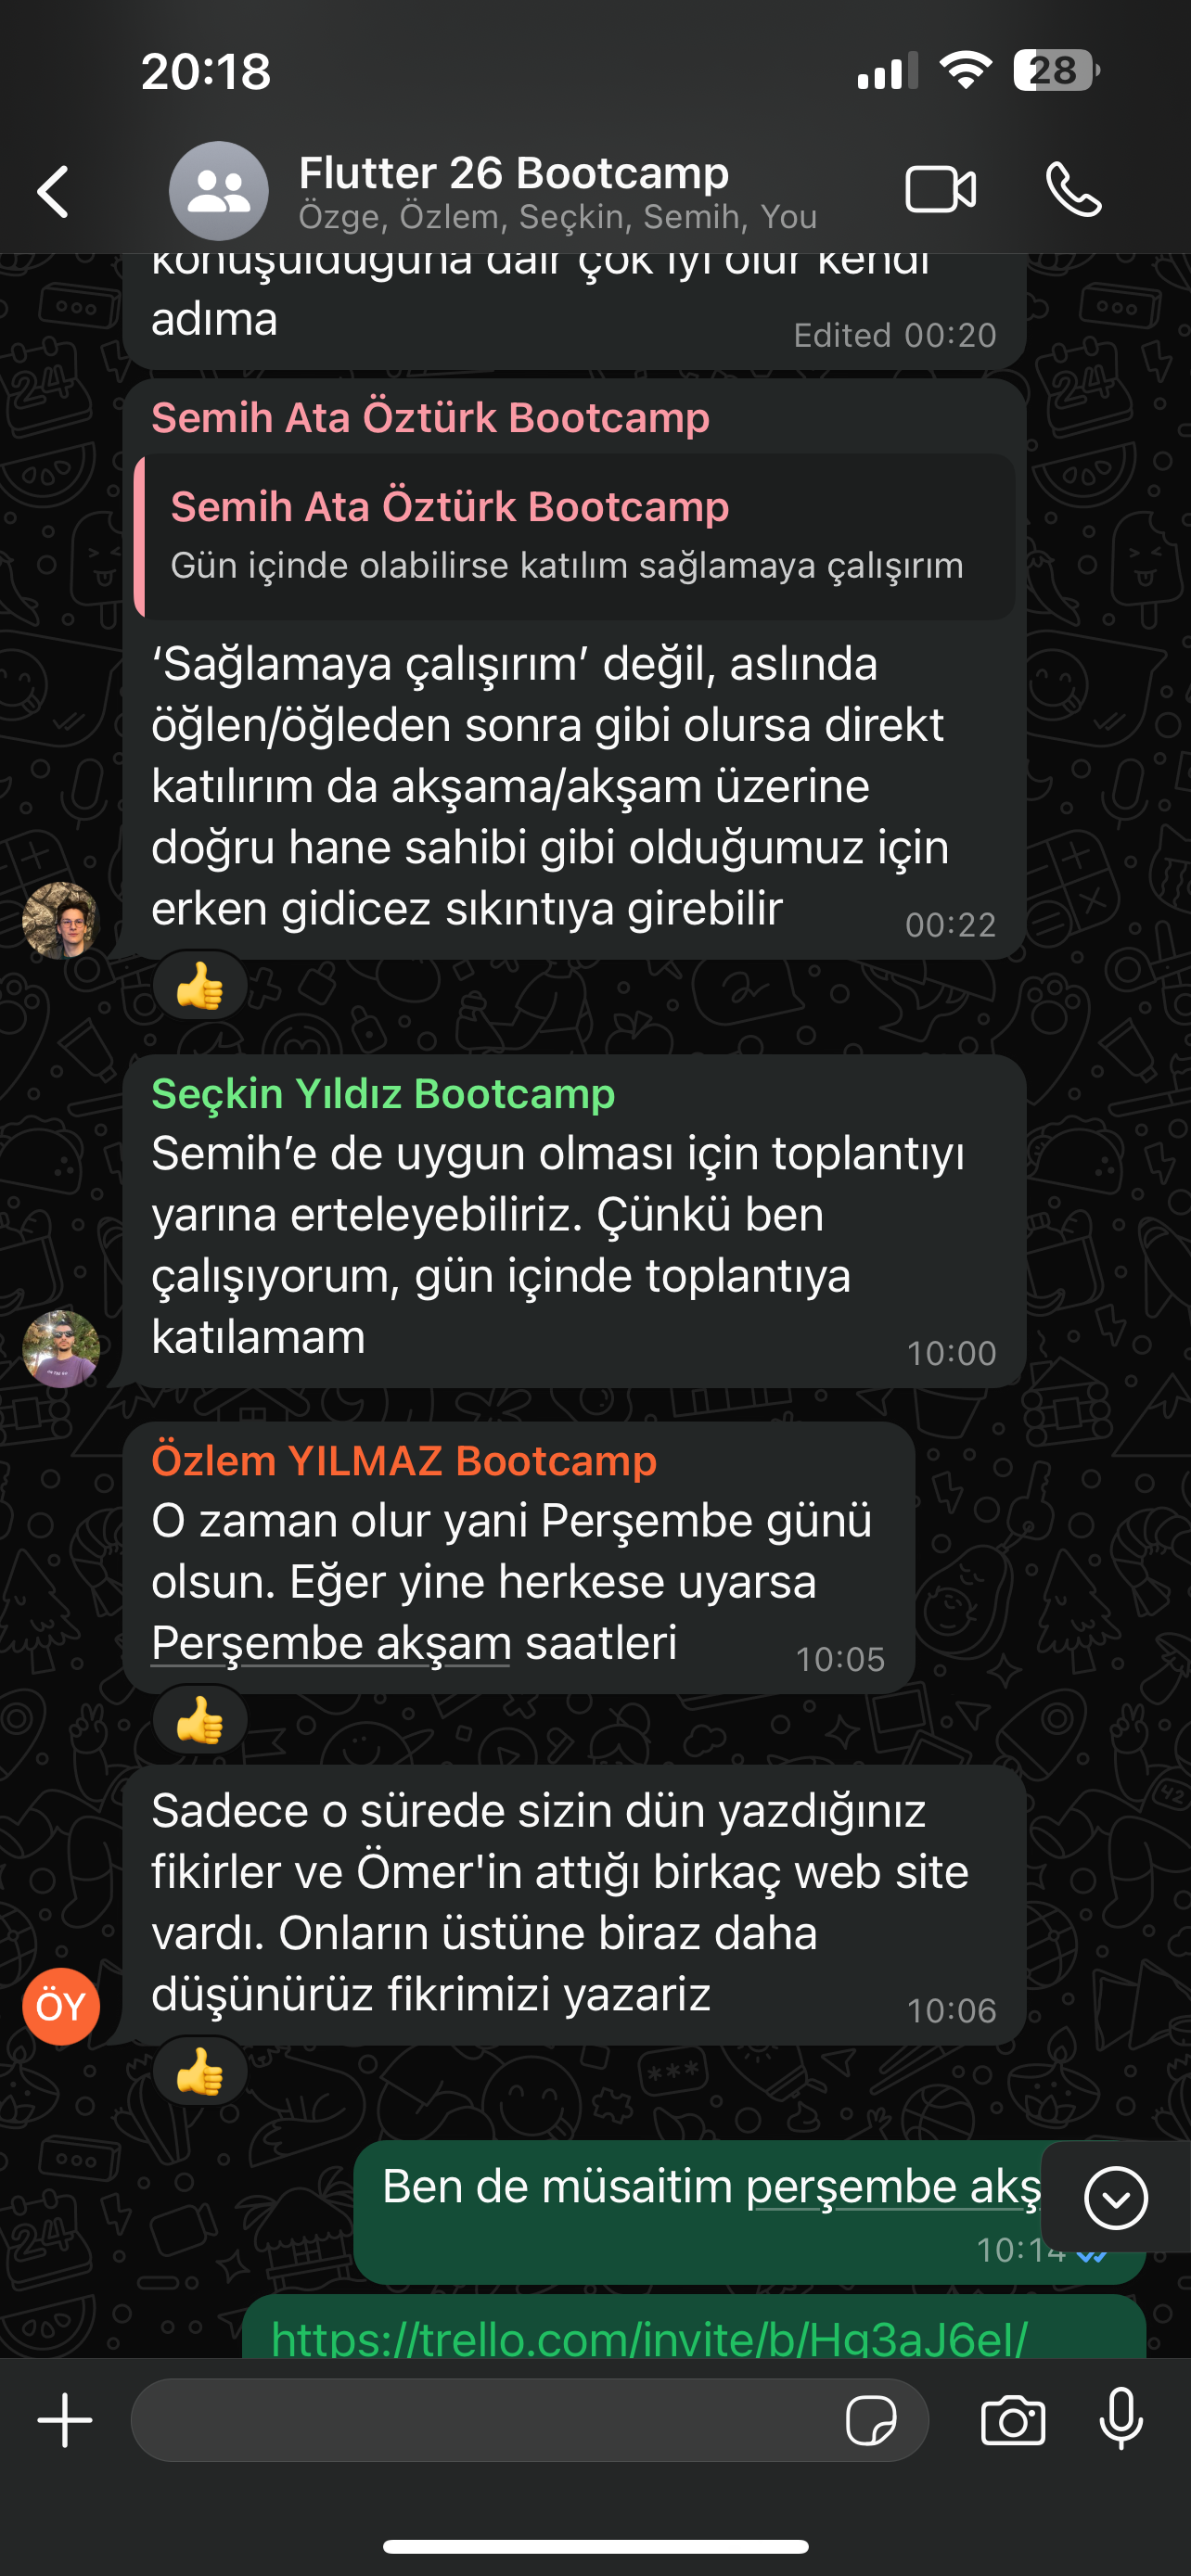 20:18
28
Flutter 26 Bootcamp
Özge, Özlem, Seçkin, Semih, You
konuşulduğuna dair çok iyi olur kendi
adıma
Edited 00:20
Semih Ata Öztürk Bootcamp
Semih Ata Öztürk Bootcamp
Gün içinde olabilirse katılım sağlamaya çalışırım
‘Sağlamaya çalışırım’ değil, aslında
öğlen/öğleden sonra gibi olursa direkt
katılırım da akşama/akşam üzerine
doğru hane sahibi gibi olduğumuz için
erken gidicez sıkıntıya girebilir
00:22
Seçkin Yıldız Bootcamp
Semih’e de uygun olması için toplantıyı
yarına erteleyebiliriz. Çünkü ben
çalışıyorum, gün içinde toplantıya
katılamam
10:00
Özlem YILMAZ Bootcamp
O zaman olur yani Perşembe günü
olsun. Eğer yine herkese uyarsa
Perşembe akşam saatleri
10:05
Sadece o sürede sizin dün yazdığınız
fikirler ve Ömer'in attığı birkaç web site
vardı. Onların üstüne biraz daha
düşünürüz fikrimizi yazariz
10:06
ÖY
Ben de müsaitim perşembe akş
10:14
https://trello.com/invite/b/Hg3aJ6el/